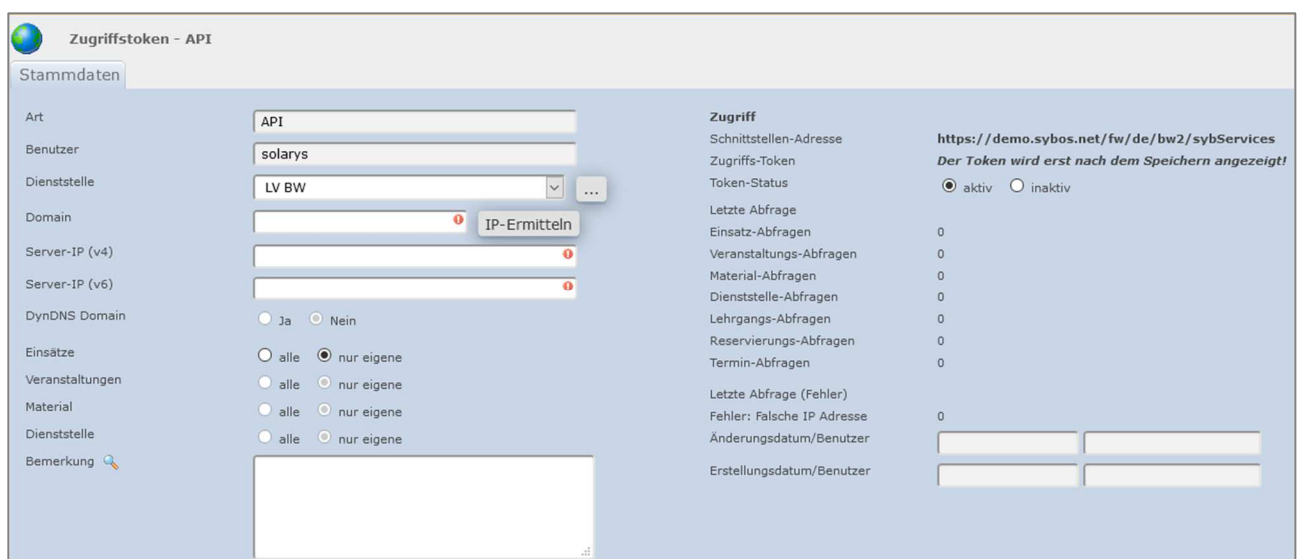 Zugriffstoken - API
Stammdaten
Art
API
Benutzer
solarys
Dienststelle
LV BW
...
Domain
IP-Ermitteln
Server-IP (v4)
Server-IP (v6)
DynDNS Domain
Ja Nein
Einsätze
alle nur eigene
Veranstaltungen
alle nur eigene
Material
alle nur eigene
Dienststelle
alle nur eigene
Bemerkung
Zugriff
Schnittstellen-Adresse
https://demo.sybos.net/fw/de/bw2/sybServices
Zugriffs-Token
Der Token wird erst nach dem Speichern angezeigt!
Token-Status
aktiv inaktiv
Letzte Abfrage
Einsatz-Abfragen
0
Veranstaltungs-Abfragen
0
Material-Abfragen
0
Dienststelle-Abfragen
0
Lehrgangs-Abfragen
0
Reservierungs-Abfragen
0
Termin-Abfragen
0
Letzte Abfrage (Fehler)
Fehler: Falsche IP Adresse
0
Änderungsdatum/Benutzer
Erstellungsdatum/Benutzer